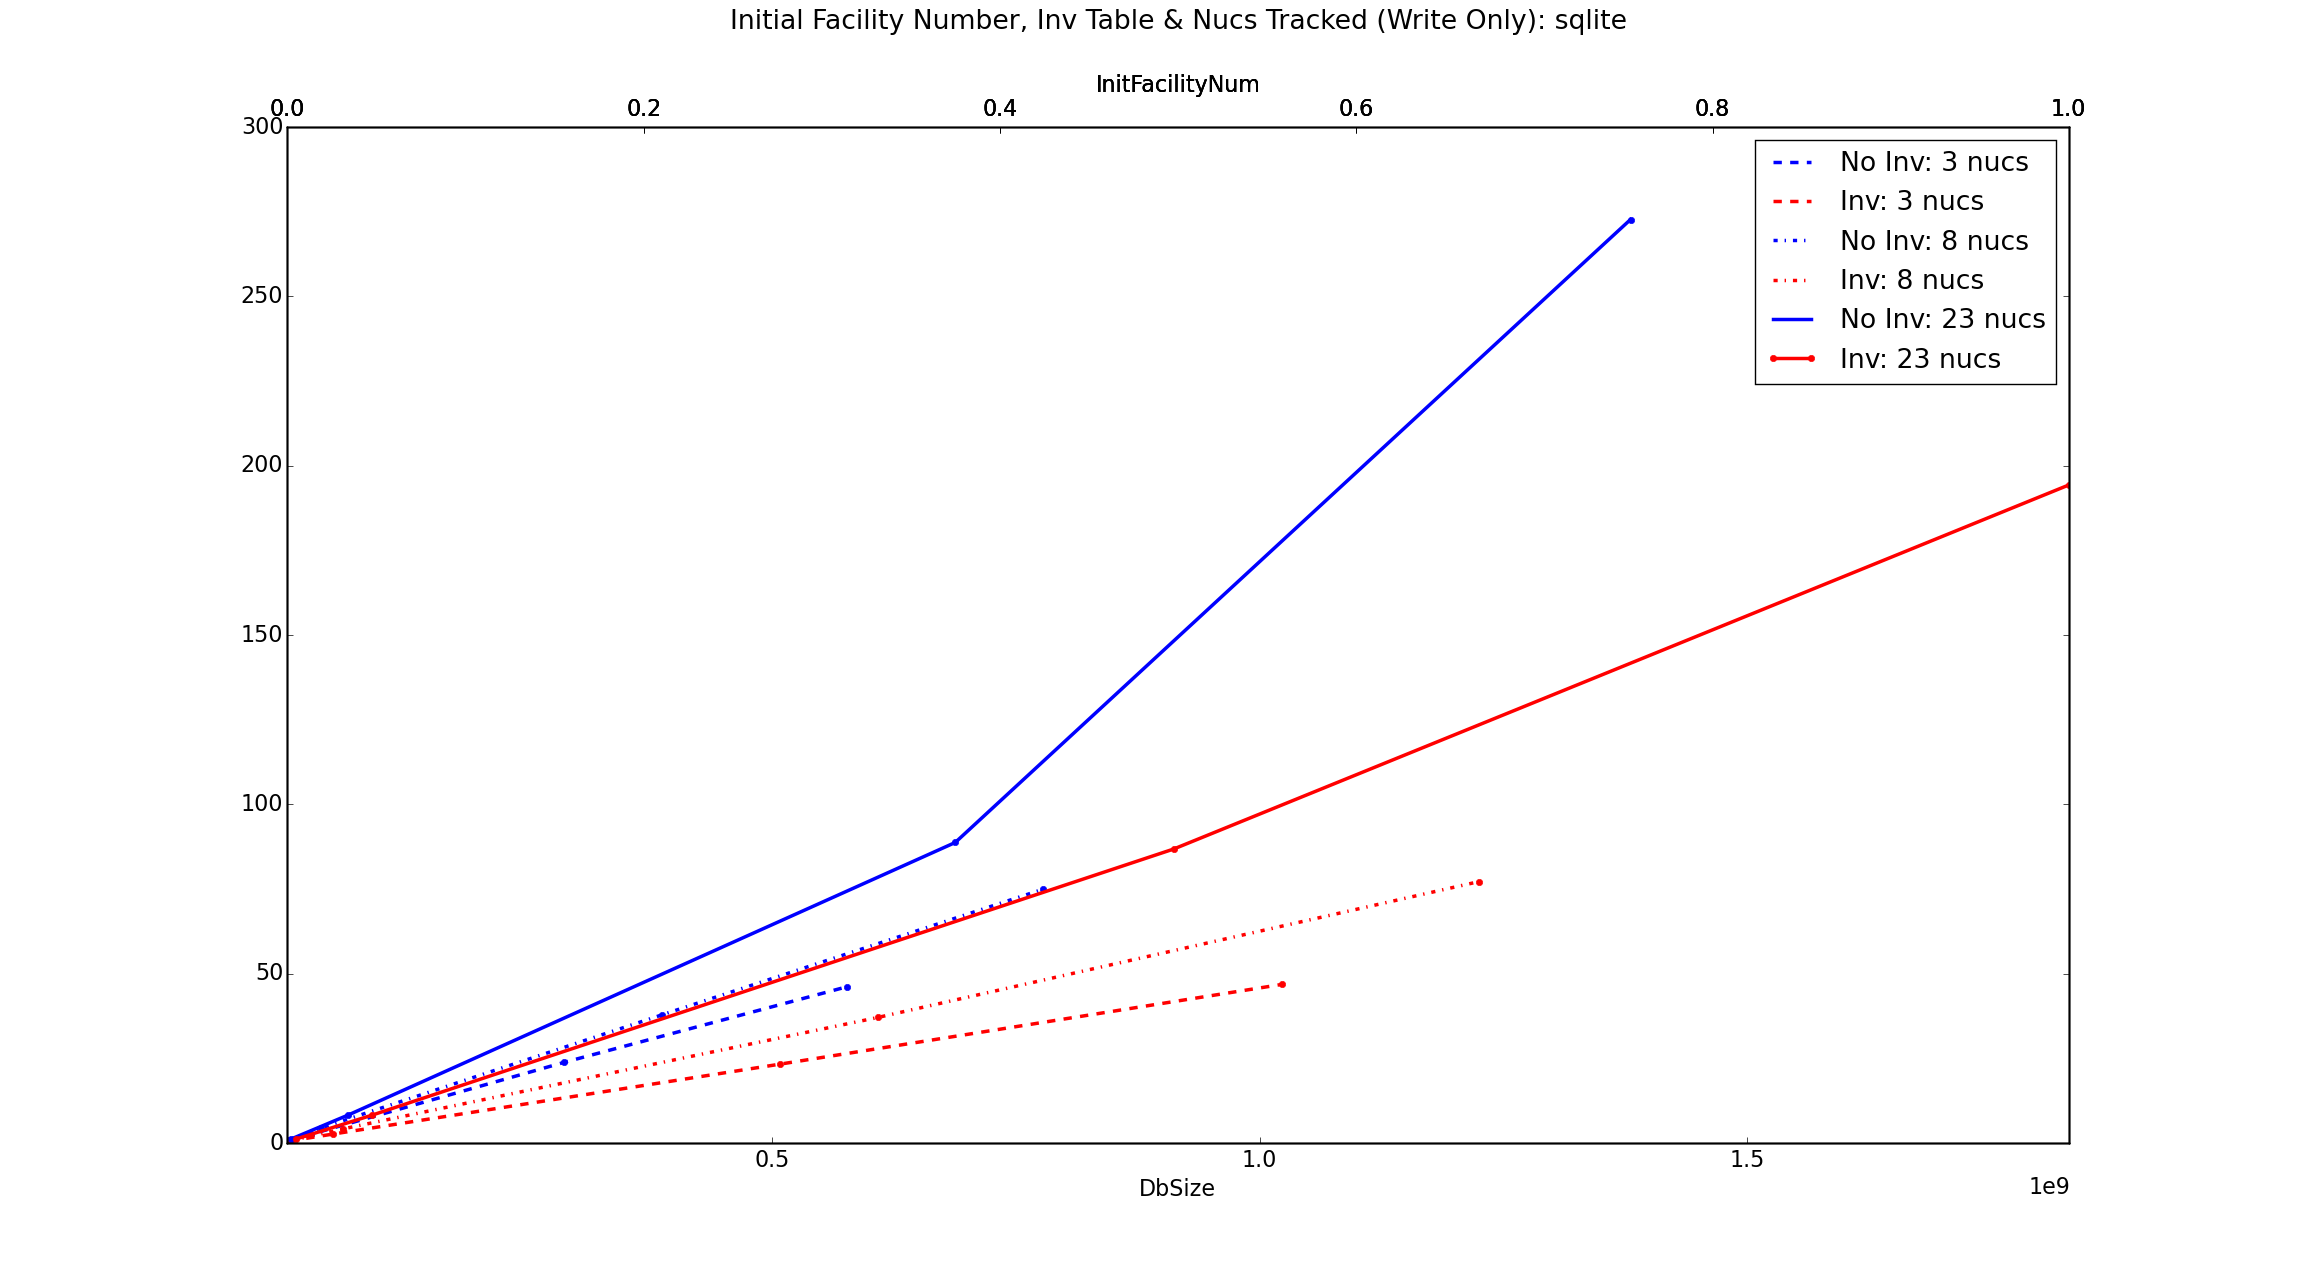 Initial Facility Number, Inv Table & Nucs Tracked (Write Only): sqlite
InitFacilityNum
0.0 0.2 0.4 0.6 0.8 1.0
300
250
200
150
100
50
0
No Inv: 3 nucs
Inv: 3 nucs
No Inv: 8 nucs
Inv: 8 nucs
No Inv: 23 nucs
Inv: 23 nucs
0.5 1.0 1.5
DbSize 1e9